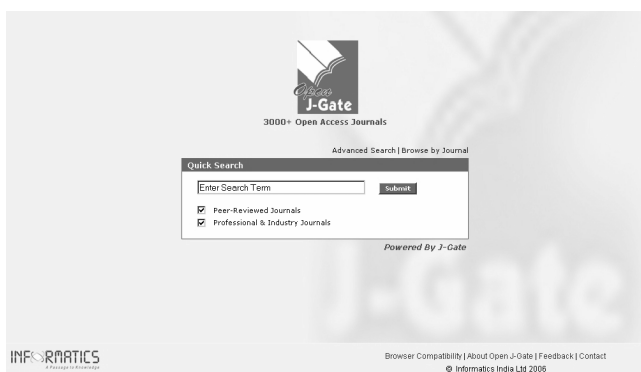 Open
J-Gate
3000+ Open Access Journals
Advanced Search | Browse by Journal
Quick Search
Enter Search Term
Submit
Peer-Reviewed Journals
Professional & Industry Journals
Powered By J-Gate
J-Gate
INFORMATICS
A Passage to Knowledge
Browser Compatibility | About Open J-Gate | Feedback | Contact
© Informatics India Ltd 2006